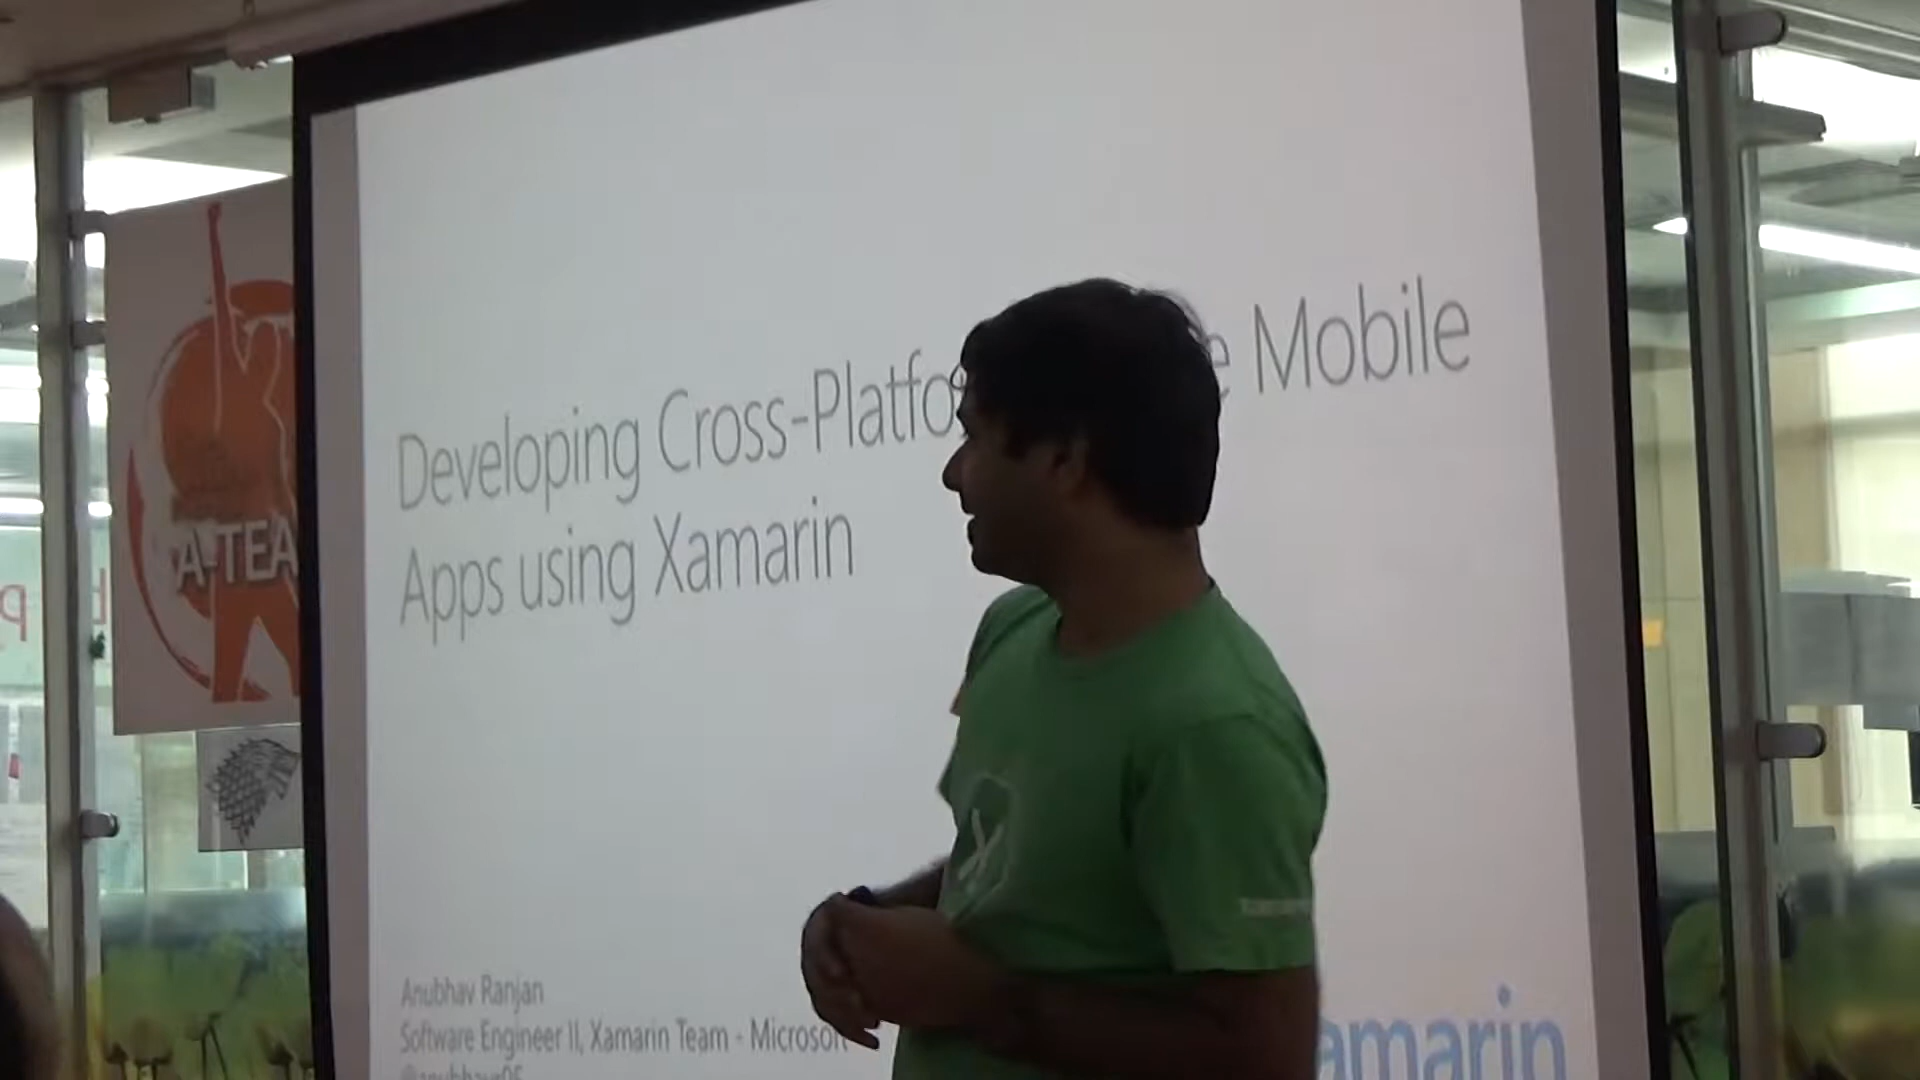 Developing Cross-Platfo e Mobile
Apps using Xamarin
Anubhav Ranjan
Software Engineer II, Xamarin Team - Microsoft
amarin
A-TEA